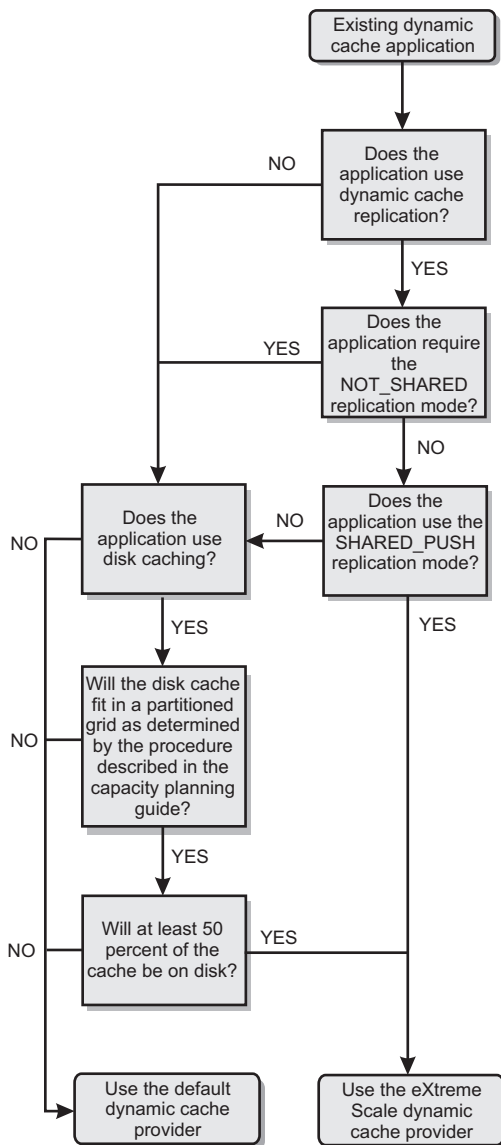 Existing dynamic
cache application
Does the
application use
dynamic cache
replication?
NO
YES
Does the
application require
the
NOT_SHARED
replication mode?
YES
NO
Does the
application use the
SHARED_PUSH
replication mode?
NO
YES
Does the
application use
disk caching?
NO
YES
Will the disk cache
fit in a partitioned
grid as determined
by the procedure
described in the
capacity planning
guide?
NO
YES
Will at least 50
percent of the
cache be on disk?
NO
YES
Use the default
dynamic cache
provider
Use the eXtreme
Scale dynamic
cache provider